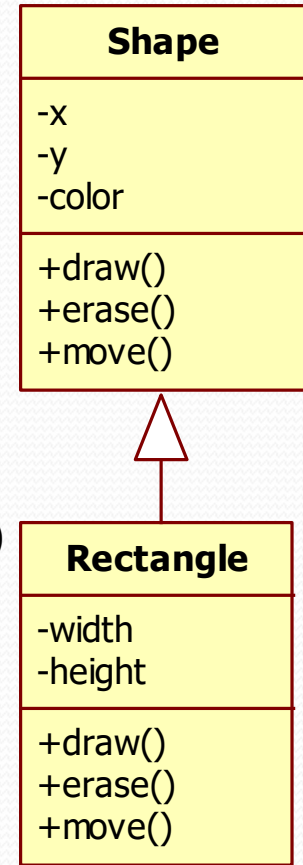 Shape
-x
-y
-color
+draw()
+erase()
+move()
)
Rectangle
-width
-height
+draw()
+erase()
+move()